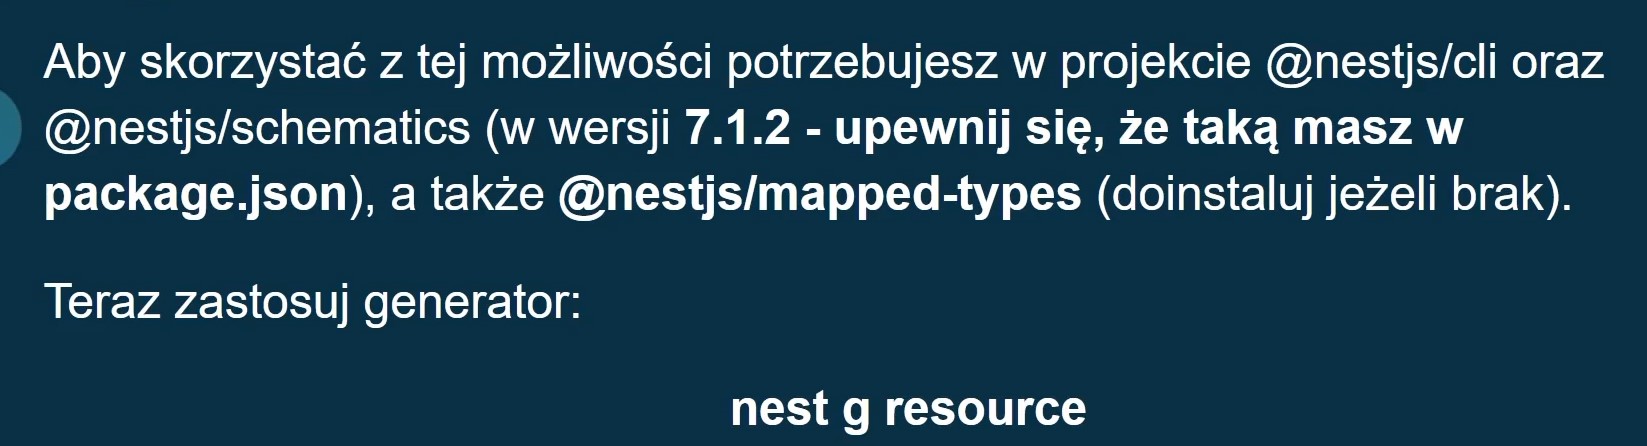 Aby skorzystać z tej możliwości potrzebujesz w projekcie @nestjs/cli oraz
@nestjs/schematics (w wersji 7.1.2 - upewnij się, że taką masz w
package.json), a także @nestjs/mapped-types (doinstaluj jeżeli brak).
Teraz zastosuj generator:
nest g resource